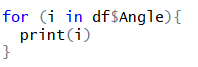 for (i in df$Angle){
  print(i)
}